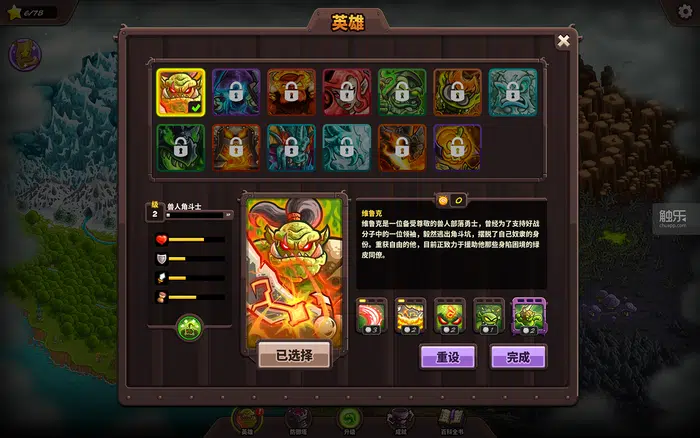 6/78
英雄
级
2
兽人角斗士
0
维鲁克
维鲁克是一位备受尊敬的兽人部落勇士，曾经为了支持好战
分子中的一位领袖，毅然逃出角斗坑，摆脱了自己奴隶的身
份。重获自由的他，目前正致力于援助他那些身陷困境的绿
皮同僚。
触乐
chuapp.com
3
2
2
1
2
已选择
重设
完成
英雄
防御塔
升级
成就
百科全书